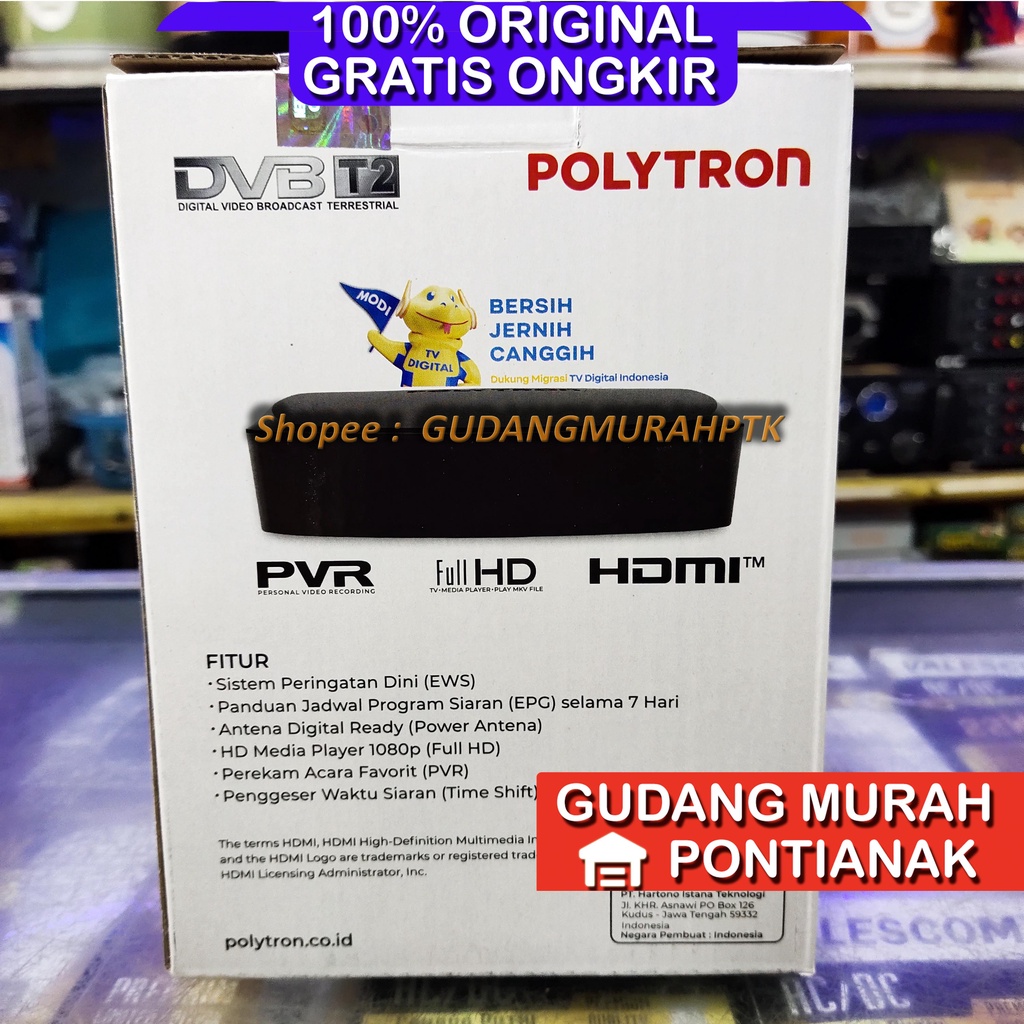 100% ORIGINAL
GRATIS ONGKIR
DVB T2
DIGITAL VIDEO BROADCAST TERRESTRIAL
POLYTRON
MODI
TV
DIGITAL
BERSIH
JERNIH
CANGGIH
Dukung Migrasi TV Digital Indonesia
Shopee : GUDANGMURAHPTK
PVR
PERSONAL VIDEO RECORDING
Full HD
TV•MEDIA PLAYER•PLAY MKV FILE
HDMI™
FITUR
• Sistem Peringatan Dini (EWS)
• Panduan Jadwal Program Siaran (EPG) selama 7 Hari
• Antena Digital Ready (Power Antena)
• HD Media Player 1080p (Full HD)
• Perekam Acara Favorit (PVR)
• Penggeser Waktu Siaran (Time Shift)
The terms HDMI, HDMI High-Definition Multimedia
and the HDMI Logo are trademarks or registered
HDMI Licensing Administrator, Inc.
GUDANG MURAH
PONTIANAK
PT. Hartono Istana Teknologi
Jl. KHR. Asnawi PO Box 126
Kudus - Jawa Tengah 59332
Indonesia
Negara Pembuat : Indonesia
polytron.co.id
VALESCOM
LESCOM
AC/DC